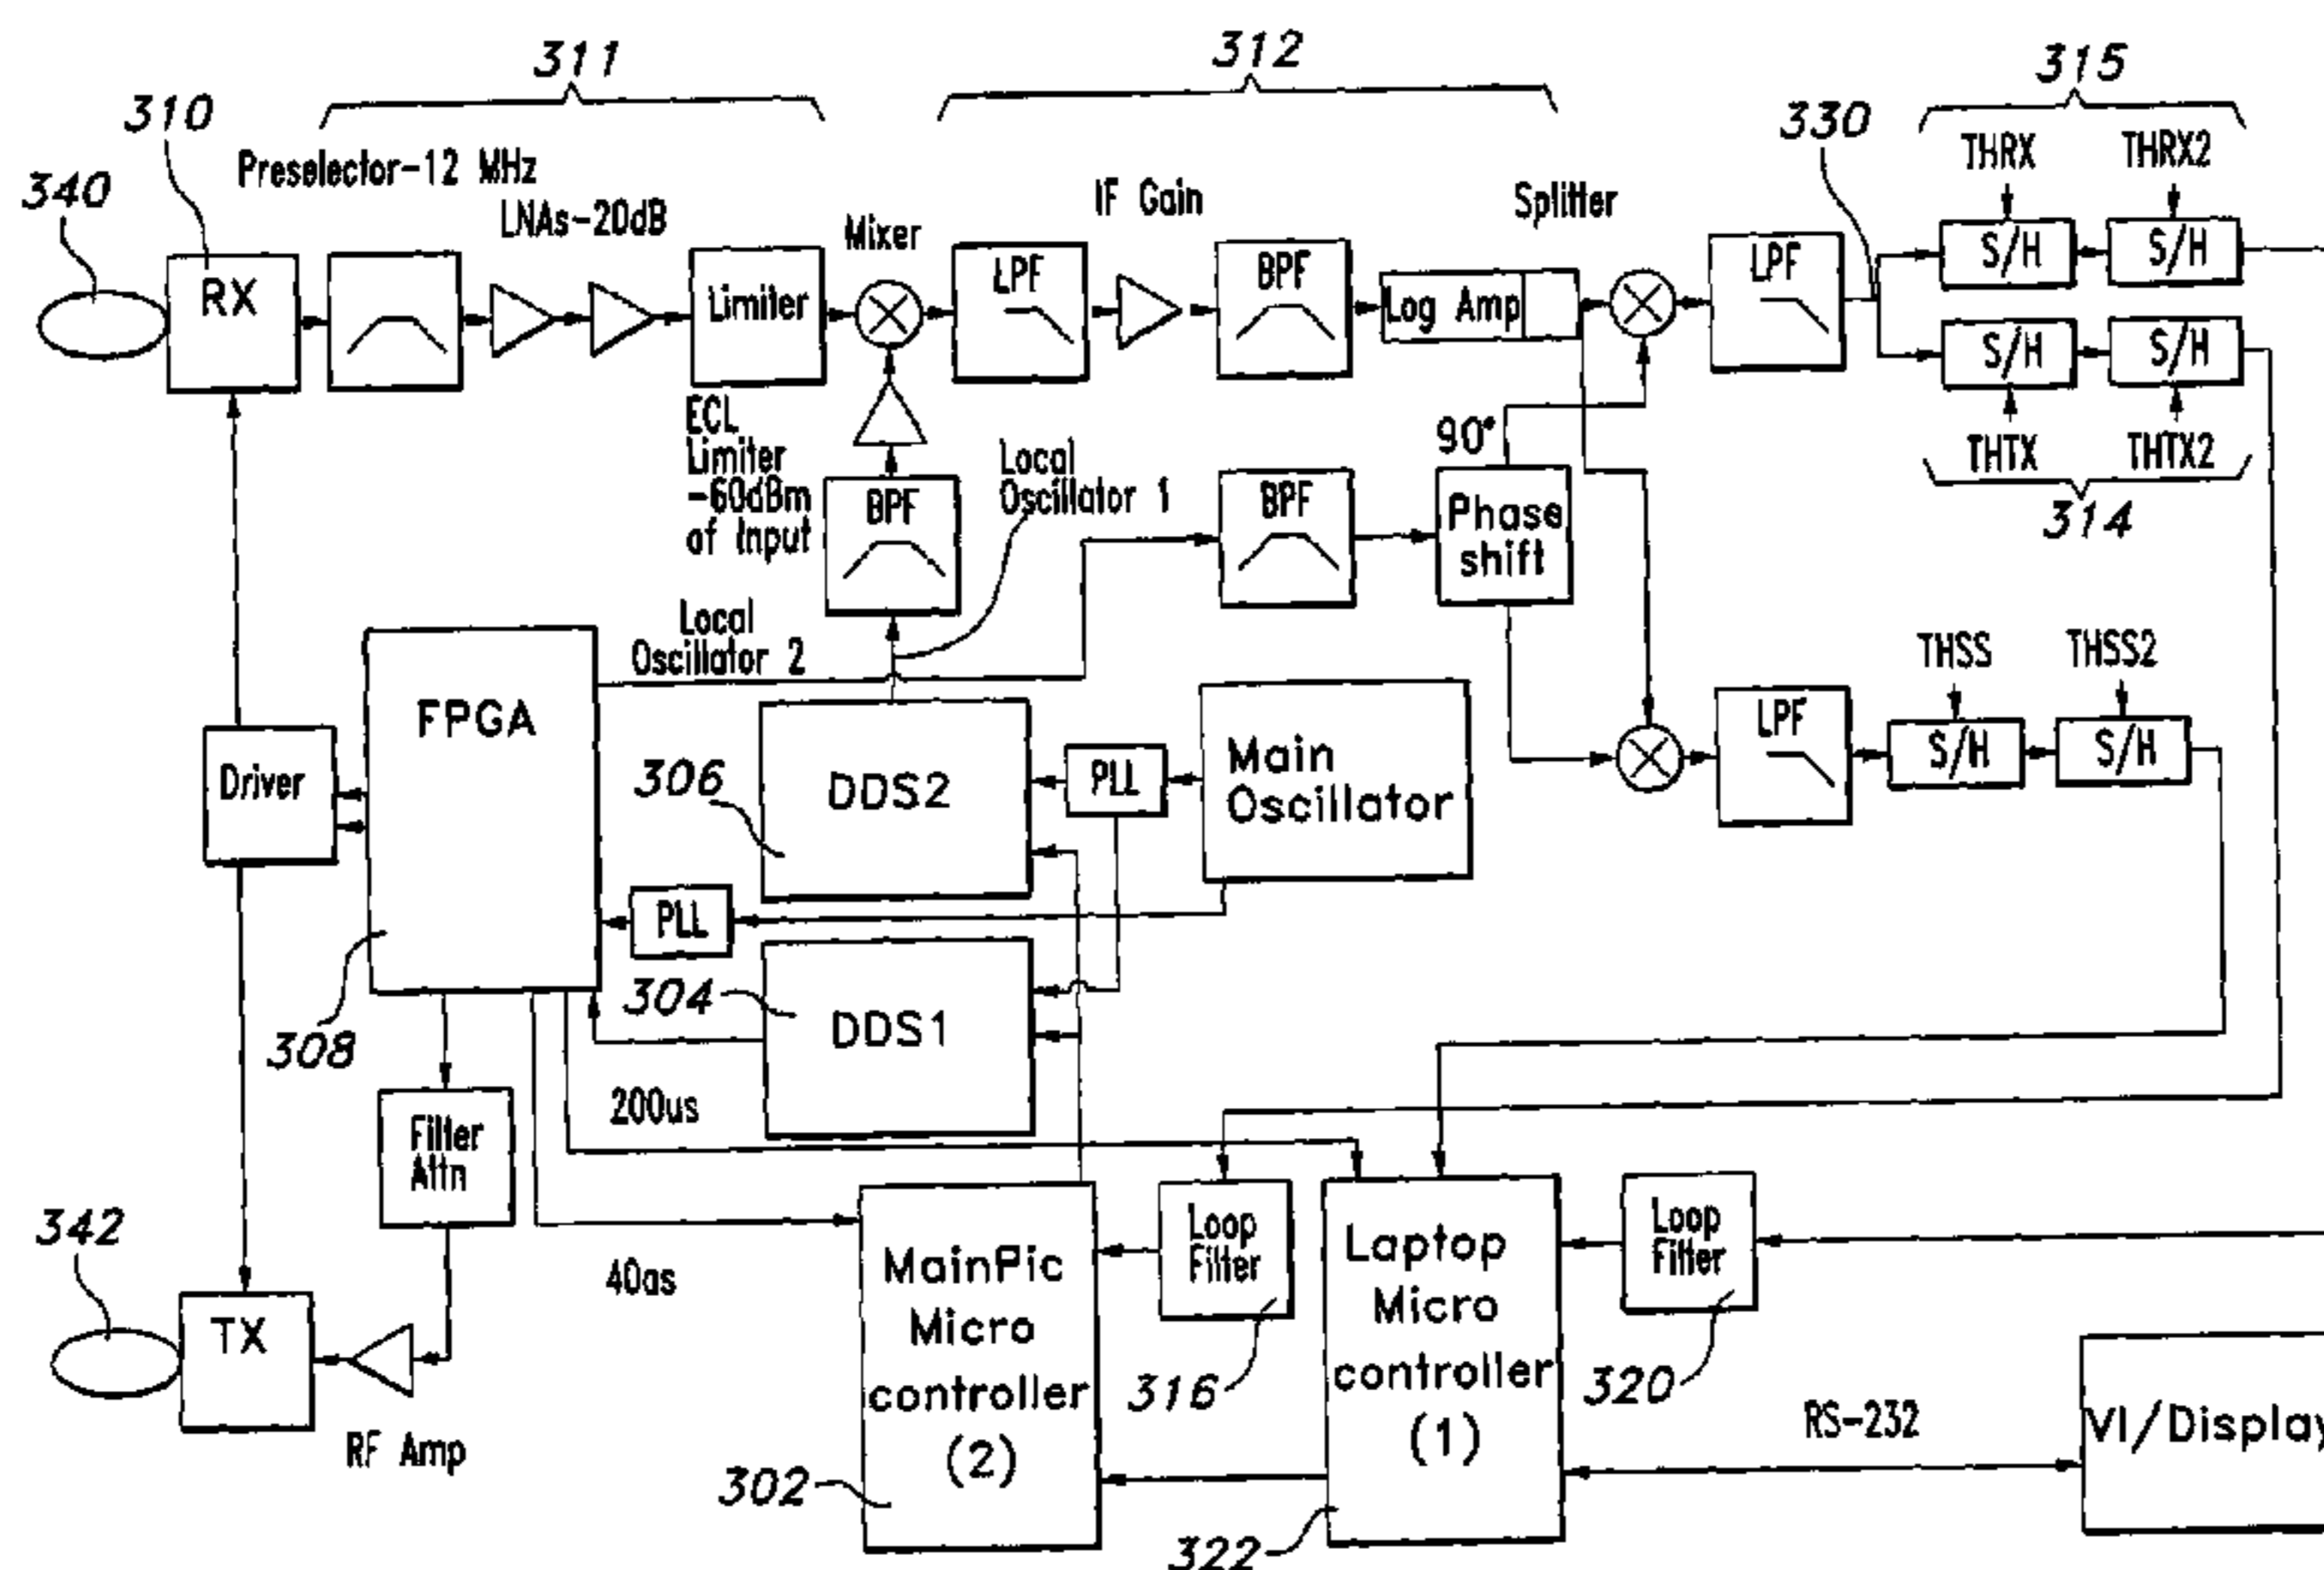 311
312
315
310
330
THRX
THRX2
Preselector-12 MHz
340
IF Gain
Splitter
LNAs-20dB
Mixer
RX
Limiter
LPF
BPF
Log Amp
LPF
S/H
S/H
S/H
S/H
ECL
Limiter
-60dBm
of Input
Local
Oscillator 1
90°
THTX
THTX2
314
BPF
BPF
Phase
shift
Local
Oscillator 2
THSS
THSS2
FPGA
LPF
S/H
S/H
Driver
306
DDS2
PLL
Main
Oscillator
PLL
304
DDS1
308
200us
Filter
Attn
342
40as
MainPic
Micro
controller
(2)
Loop
Filter
Laptop
Micro
controller
(1)
Loop
Filter
TX
316
320
RS-232
VI/Display
RF Amp
302
322